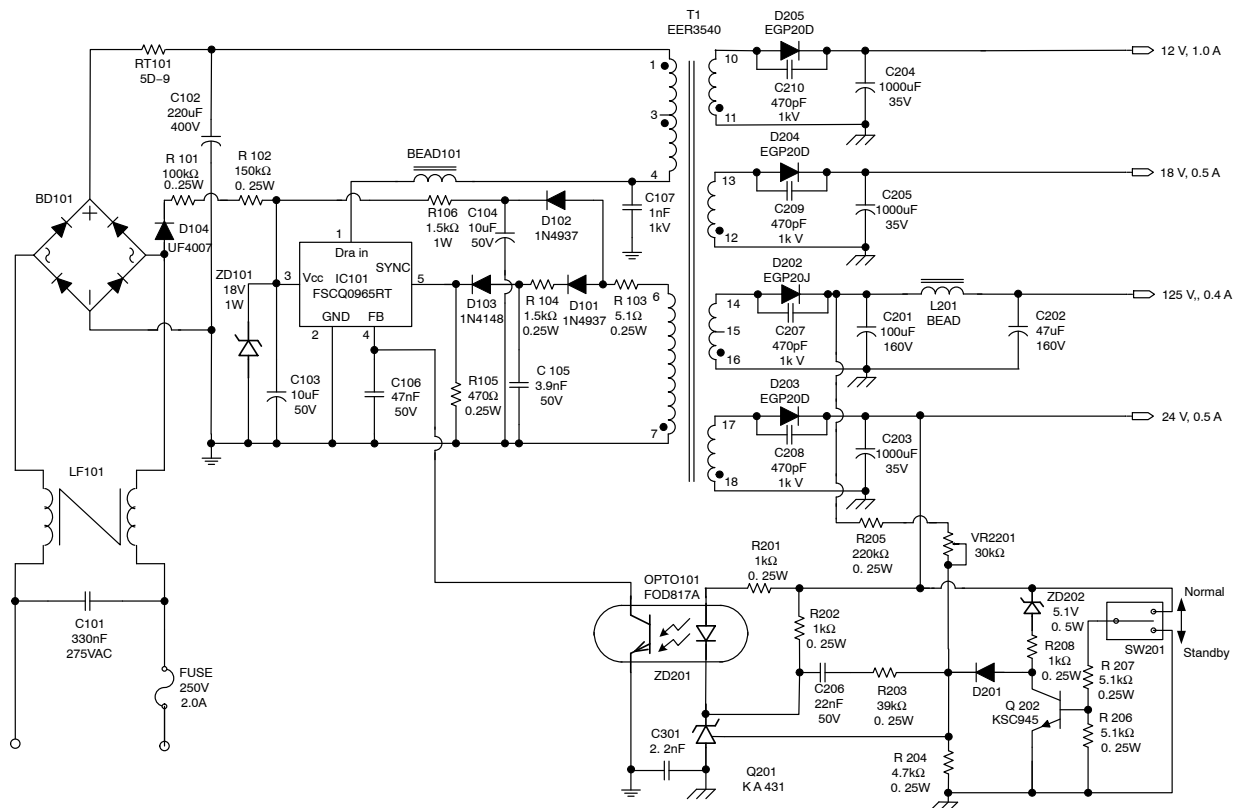 T1
EER3540
D205
EGP20D
12 V, 1.0 A
RT101
5D–9
1
10
C210
470pF
1kV
C204
1000uF
35V
C102
220uF
400V
3
11
D204
EGP20D
R 101
100kΩ
0..25W
R 102
150kΩ
0. 25W
BEAD101
4
13
18 V, 0.5 A
BD101
D104
UF4007
R106
1.5kΩ
1W
C104
10uF
50V
D102
1N4937
C107
1nF
1kV
C209
470pF
1k V
C205
1000uF
35V
12
1
Dra in
SYNC
ZD101
18V
1W
3
Vcc
IC101
FSCQ0965RT
5
GND
FB
2
4
D103
1N4148
R 104
1.5kΩ
0.25W
D101
1N4937
R 103
5.1Ω
0.25W
6
D202
EGP20J
14
15
16
C207
470pF
1k V
125 V,, 0.4 A
L201
BEAD
C201
100uF
160V
C202
47uF
160V
C103
10uF
50V
C106
47nF
50V
R105
470Ω
0.25W
C 105
3.9nF
50V
7
D203
EGP20D
17
24 V, 0.5 A
C208
470pF
1k V
C203
1000uF
35V
18
LF101
R205
220kΩ
0. 25W
VR2201
30kΩ
R201
1kΩ
0. 25W
OPTO101
FOD817A
C101
330nF
275VAC
R202
1kΩ
0. 25W
ZD202
5.1V
0. 5W
Normal
SW201
Standby
R208
1kΩ
0. 25W
FUSE
250V
2.0A
ZD201
C206
22nF
50V
R203
39kΩ
0. 25W
D201
R 207
5.1kΩ
0.25W
Q 202
KSC945
R 206
5.1kΩ
0. 25W
C301
2. 2nF
Q201
K A 431
R 204
4.7kΩ
0. 25W